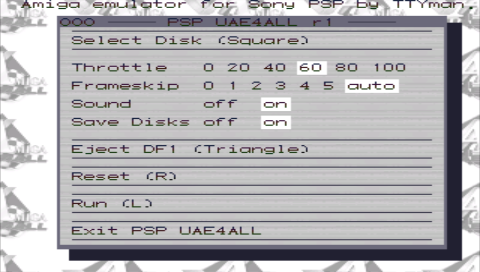 Amiga emulator for Sony PSP by TTYman.
000 PSP UAE4ALL r1
Select Disk (Square)
Throttle 0 20 40 60 80 100
Frameskip 0 1 2 3 4 5 auto
Sound off on
Save Disks off on
Eject DF1 (Triangle)
Reset (R)
Run (L)
Exit PSP UAE4ALL